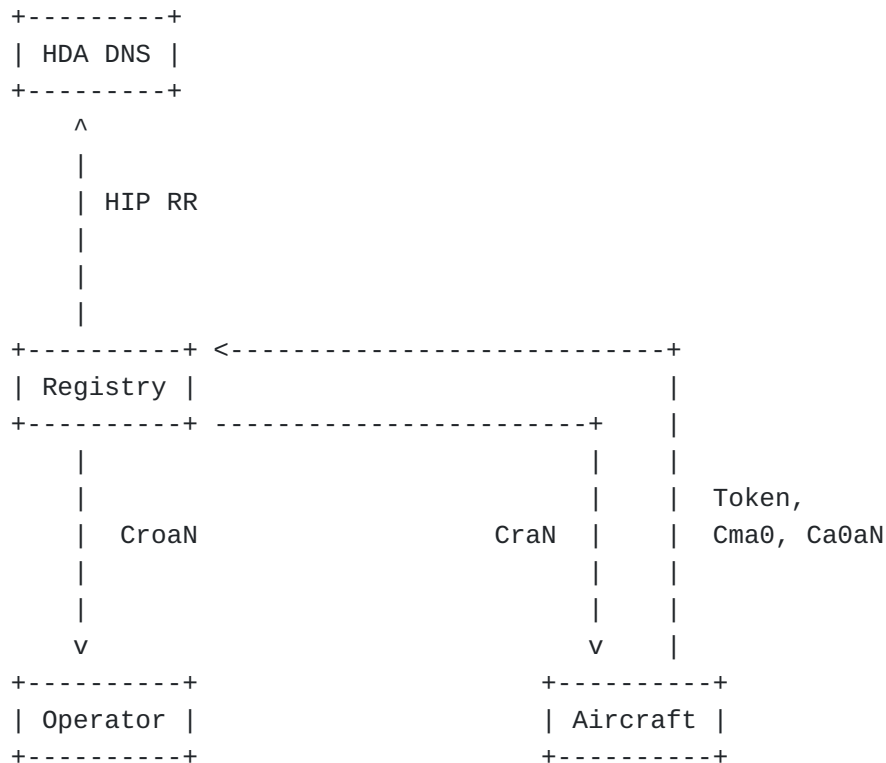 HDA DNS
HIP RR
Registry
Token,
CroaN CraN Cma0, Ca0aN
Operator Aircraft